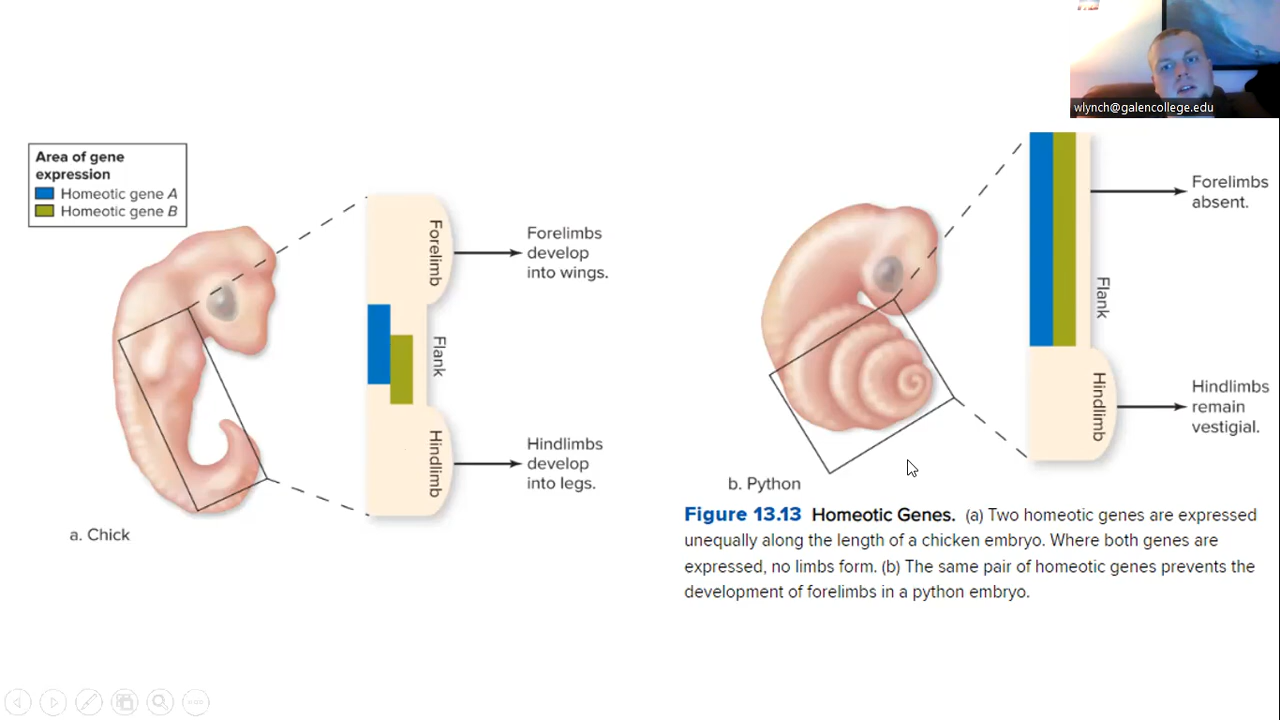 wlynch@galencollege.edu
Area of gene
expression
Homeotic gene A
Homeotic gene B
Forelimb
Flank
Hindlimb
Forelimbs
develop
into wings.
Hindlimbs
develop
into legs.
a. Chick
Flank
Hindlimb
Forelimbs
absent.
Hindlimbs
remain
vestigial.
b. Python
Figure 13.13 Homeotic Genes. (a) Two homeotic genes are expressed
unequally along the length of a chicken embryo. Where both genes are
expressed, no limbs form. (b) The same pair of homeotic genes prevents the
development of forelimbs in a python embryo.